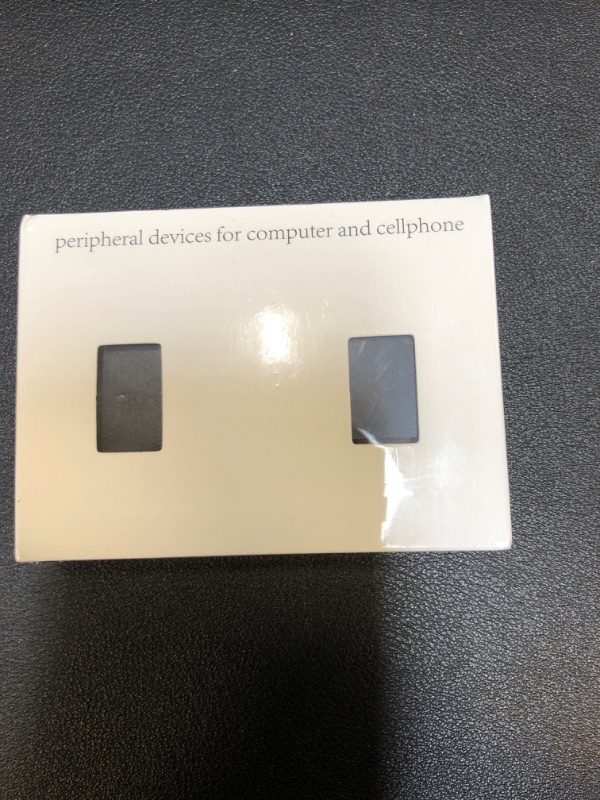 peripheral devices for computer and cellphone